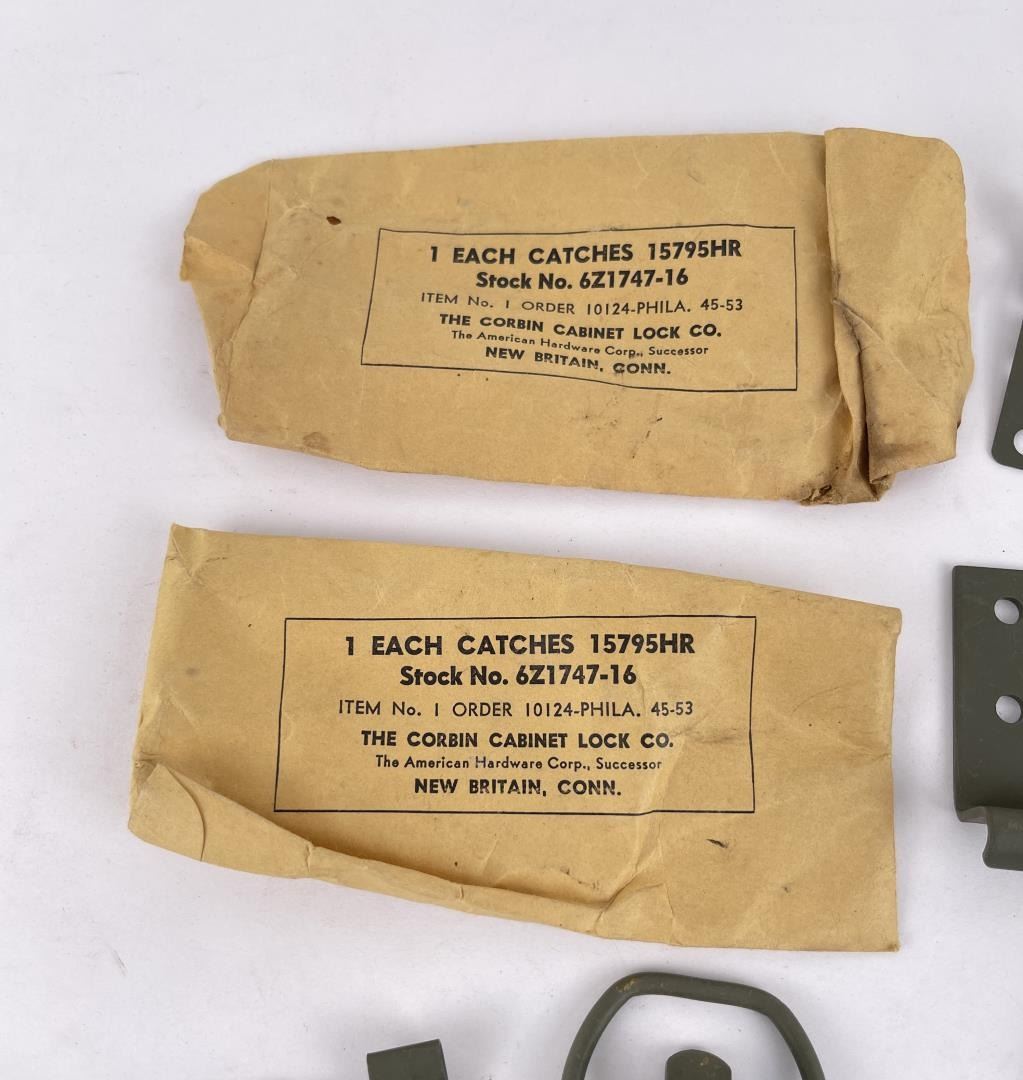 1 EACH CATCHES 15795HR
Stock No. 6Z1747-16
ITEM No. 1 ORDER 10124-PHILA. 45-53
THE CORBIN CABINET LOCK CO.
The American Hardware Corp., Successor
NEW BRITAIN, CONN.
1 EACH CATCHES 15795HR
Stock No. 6Z1747-16
ITEM No. 1 ORDER 10124-PHILA. 45-53
THE CORBIN CABINET LOCK CO.
The American Hardware Corp., Successor
NEW BRITAIN, CONN.